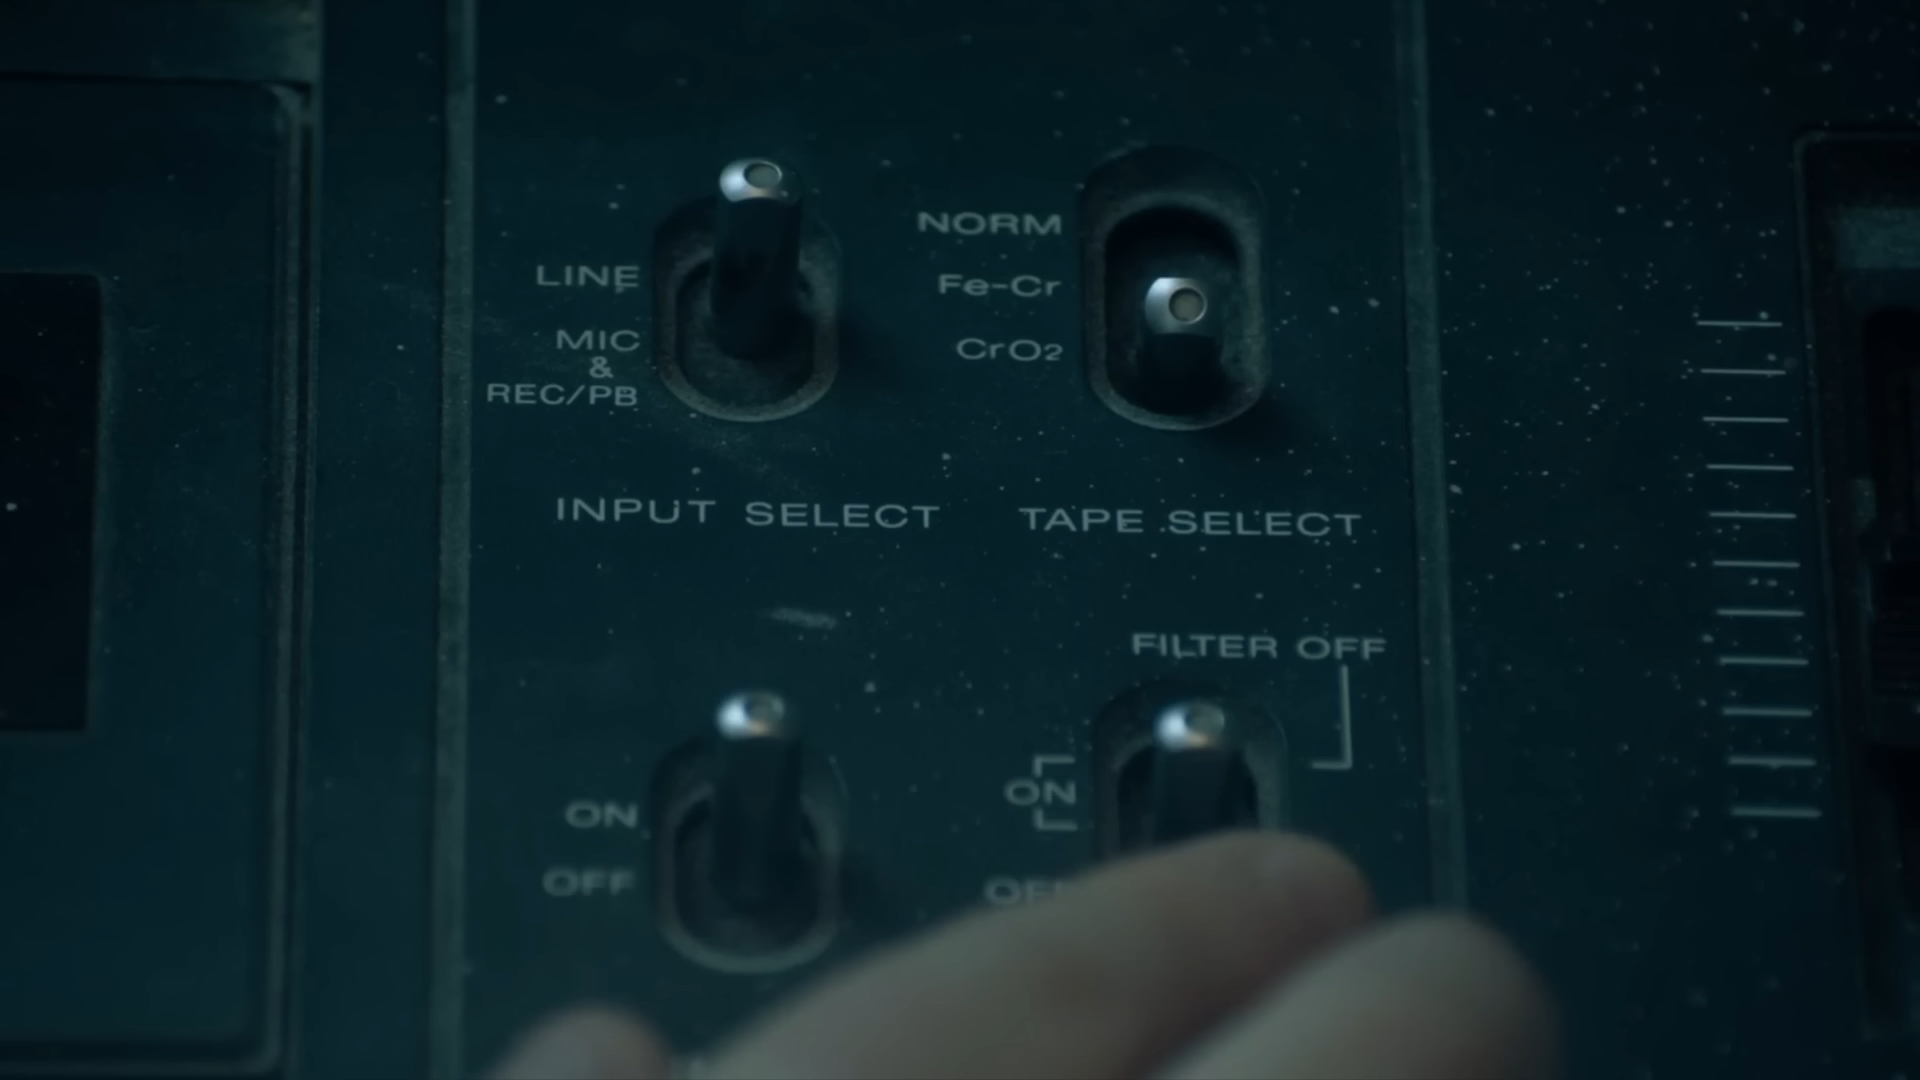 NORM
LINE
Fe-Cr
MIC
CrO2
&
REC/PB
INPUT SELECT
TAPE SELECT
FILTER OFF
ON
ON
OFF